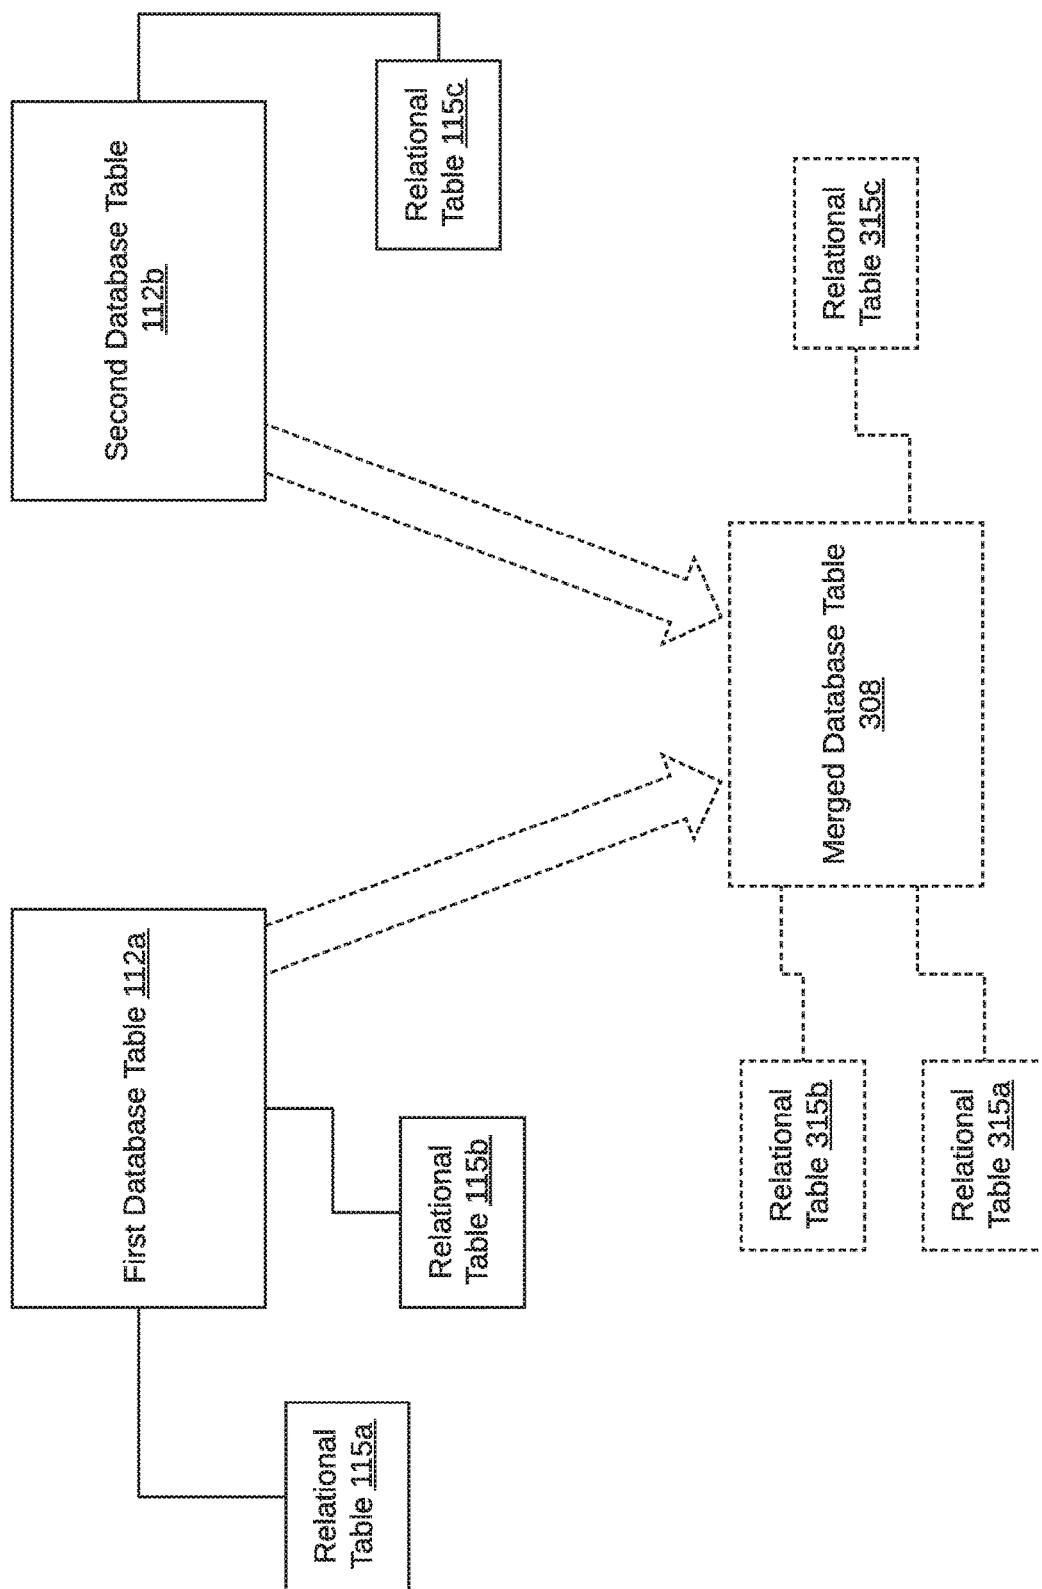 First Database Table 112a
Second Database Table
112b
Relational
Table 115a
Relational
Table 115b
Relational
Table 115c
Merged Database Table
308
Relational
Table 315b
Relational
Table 315a
Relational
Table 315c